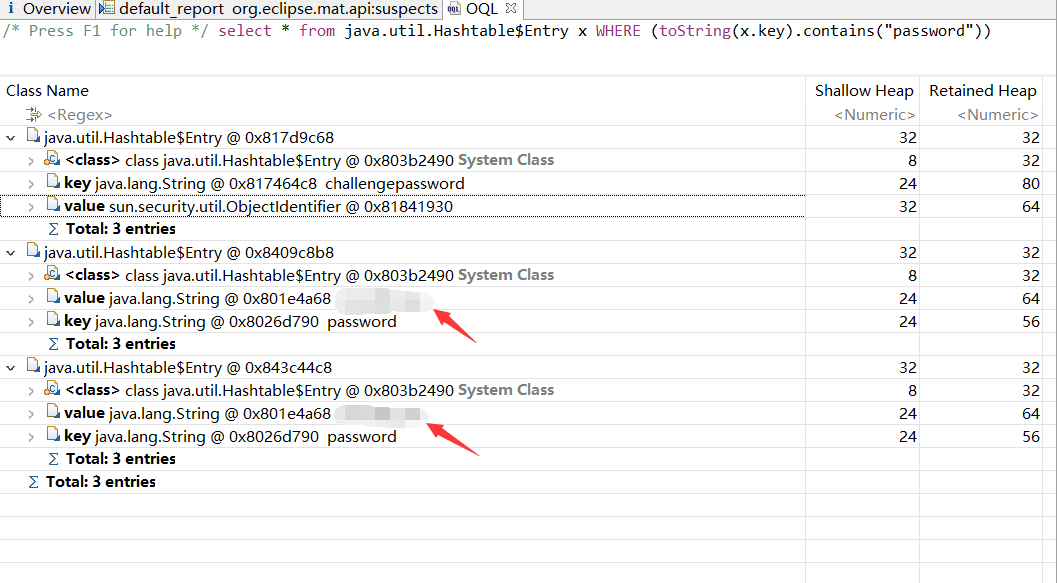 i Overview default_report org.eclipse.mat.api:suspects OQL
/* Press F1 for help */ select * from java.util.Hashtable$Entry x WHERE (toString(x.key).contains("password"))
Class Name Shallow Heap Retained Heap
<Regex> <Numeric> <Numeric>
java.util.Hashtable$Entry @ 0x817d9c68 32 32
<class> class java.util.Hashtable$Entry @ 0x803b2490 System Class 8 32
key java.lang.String @ 0x817464c8 challengepassword 24 80
value sun.security.util.ObjectIdentifier @ 0x81841930 32 64
Σ Total: 3 entries
java.util.Hashtable$Entry @ 0x8409c8b8 32 32
<class> class java.util.Hashtable$Entry @ 0x803b2490 System Class 8 32
value java.lang.String @ 0x801e4a68 24 64
key java.lang.String @ 0x8026d790 password 24 56
Σ Total: 3 entries
java.util.Hashtable$Entry @ 0x843c44c8 32 32
<class> class java.util.Hashtable$Entry @ 0x803b2490 System Class 8 32
value java.lang.String @ 0x801e4a68 24 64
key java.lang.String @ 0x8026d790 password 24 56
Σ Total: 3 entries
Σ Total: 3 entries